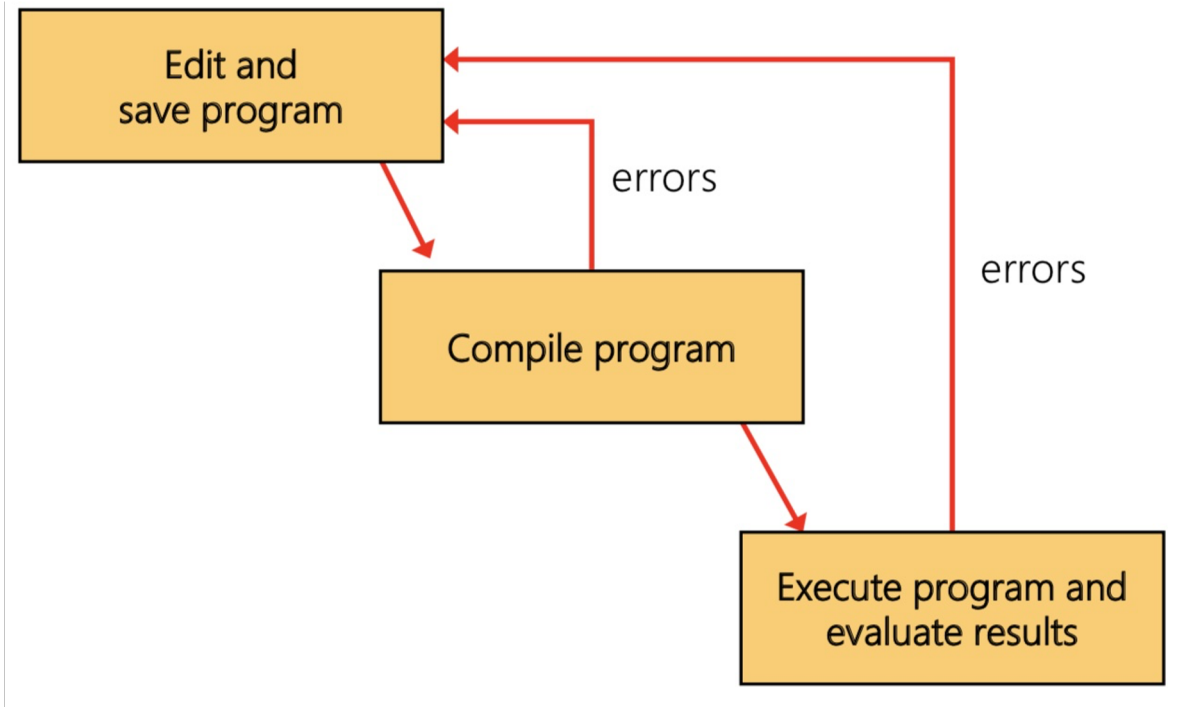 Edit and
save program
errors
errors
Compile program
Execute program and
evaluate results